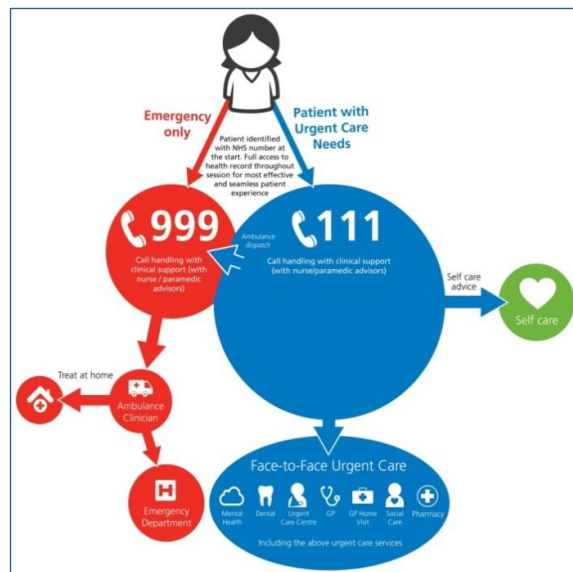 Emergency
only
Patient with
Urgent Care
Needs
Patient identified
with NHS number at
the start. Full access to
health record throughout
session for most effective
and seamless patient
experience
999
Call handling with
clinical support (with
nurse / paramedic
advisors)
Ambulance
dispatch
111
Call handling with clinical support
(with nurse/paramedic advisors)
Self care
advice
Self care
Treat at home
Ambulance
Clinician
H
Emergency
Department
Face-to-Face Urgent Care
Mental
Health
Dental
Urgent
Care Centre
GP
GP Home
Visit
Social
Care
Pharmacy
Including the above urgent care services